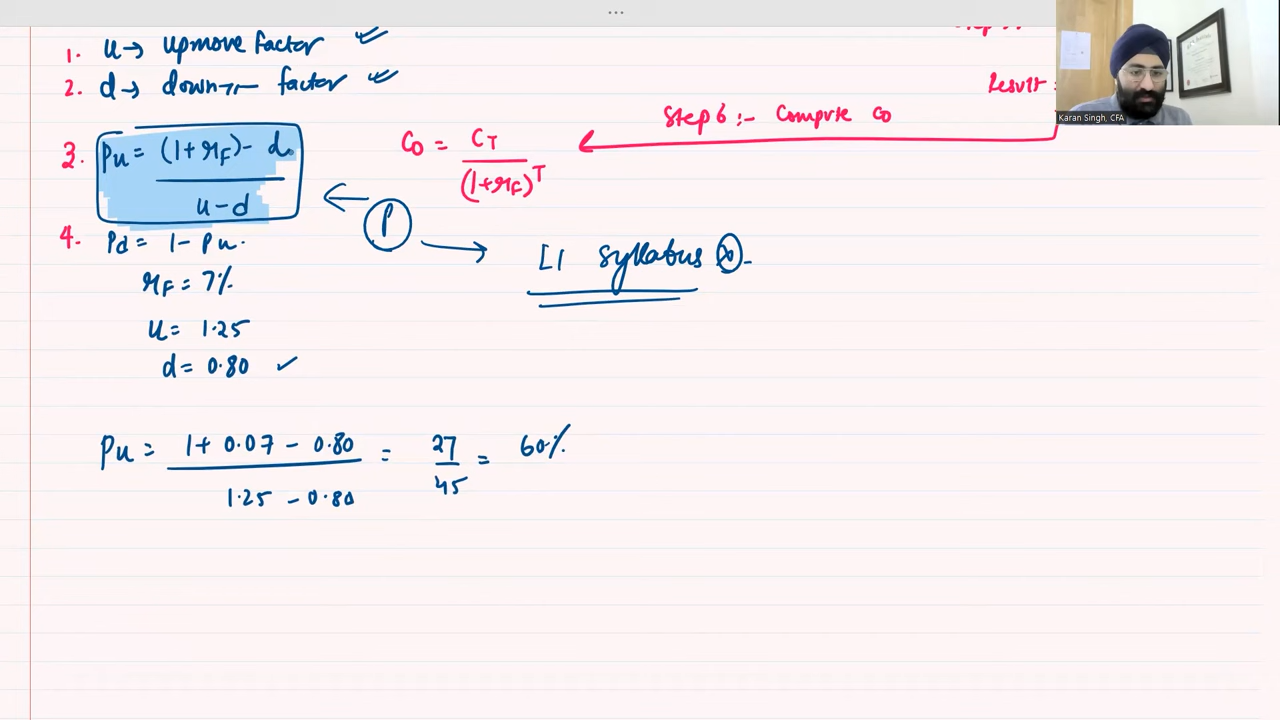 1. u → upmove factor
2. d → down factor
3. Pu = (1+rF) - d / u - d
4. Pd = 1 - Pu.
rF = 7%
u = 1.25
d = 0.80 ✓
Pu = 1 + 0.07 - 0.80 / 1.25 - 0.80 = 27 / 45 = 60%
Result :
Step 6 :- Compute C0
C0 = CT / (1+rF)^T
P
L1 syllabus
Karan Singh, CFA